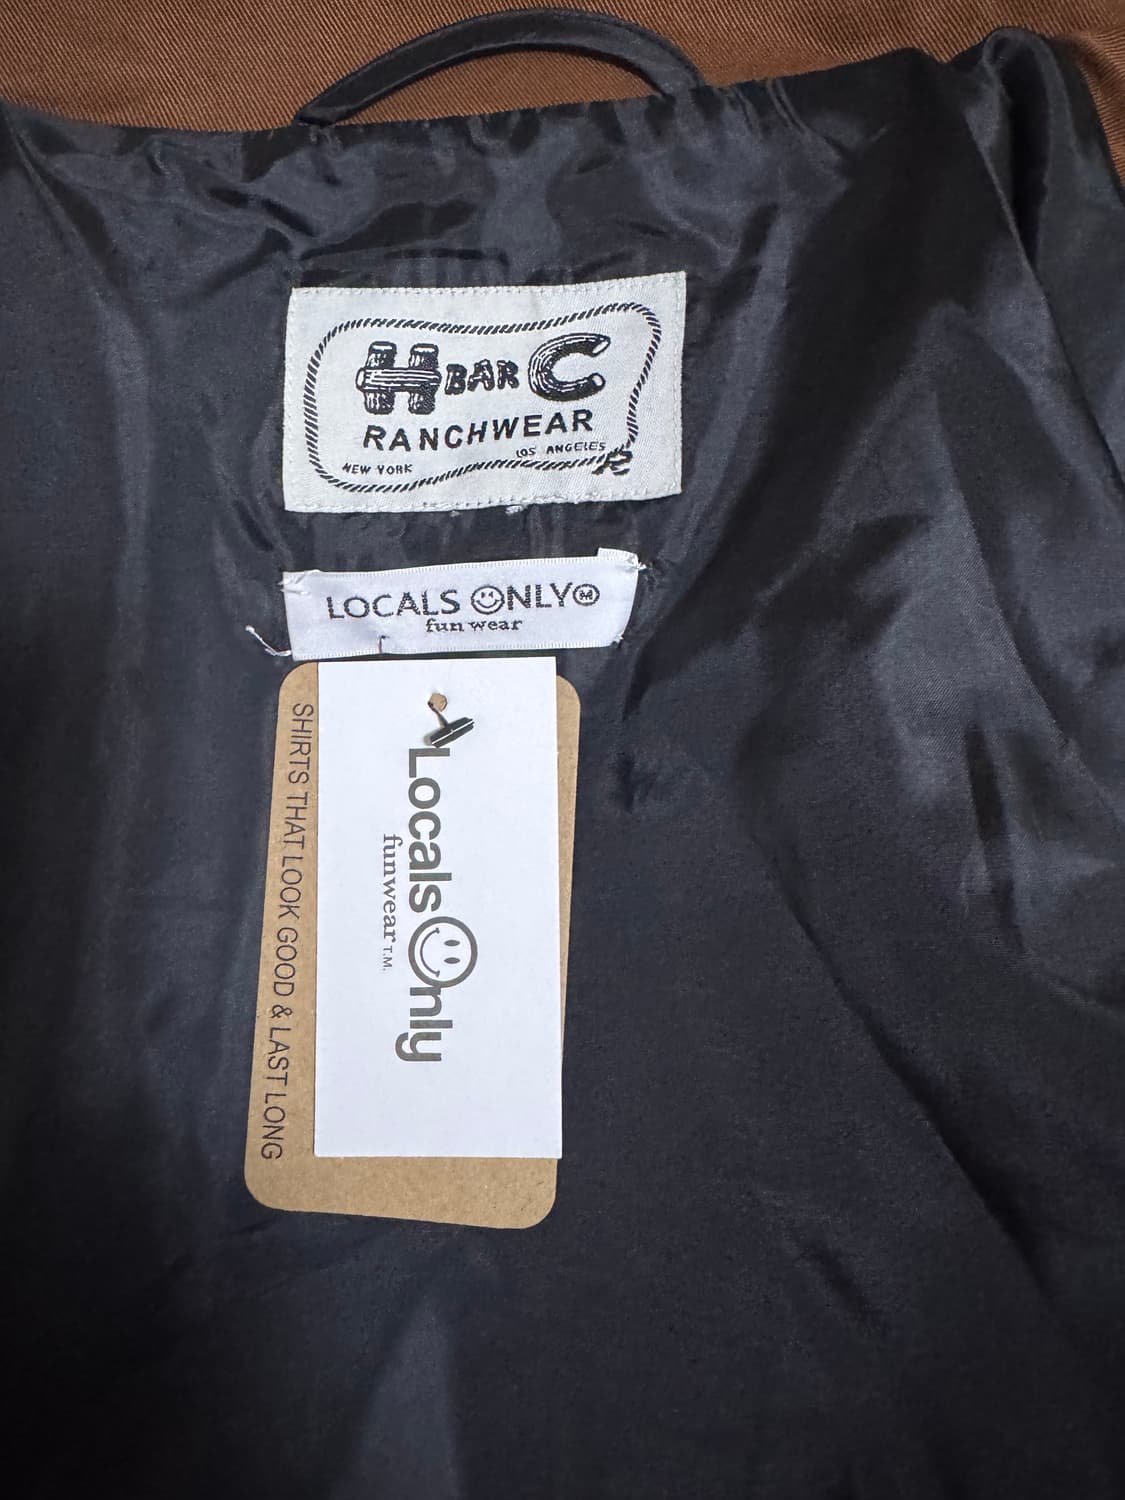 H BAR C
RANCHWEAR
NEW YORK LOS ANGELES
LOCALS ONLY M
fun wear
Locals Only
funwear T.M.
SHIRTS THAT LOOK GOOD & LAST LONG